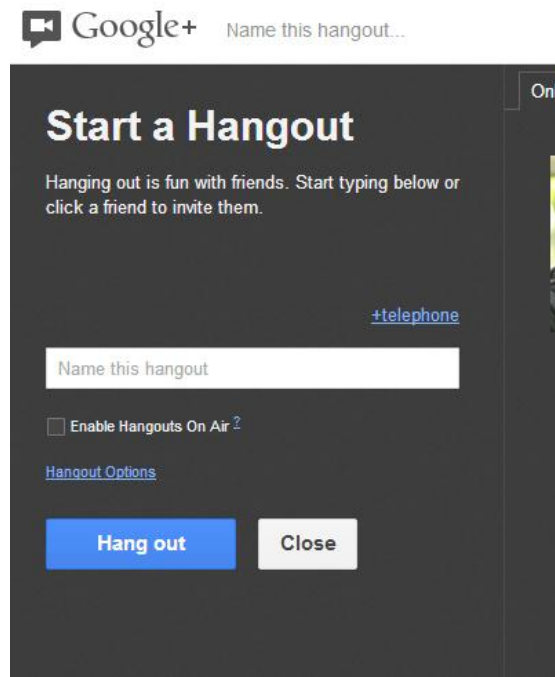 Google+ Name this hangout...
On
Start a Hangout
Hanging out is fun with friends. Start typing below or
click a friend to invite them.
+telephone
Name this hangout
Enable Hangouts On Air ?
Hangout Options
Hang out Close